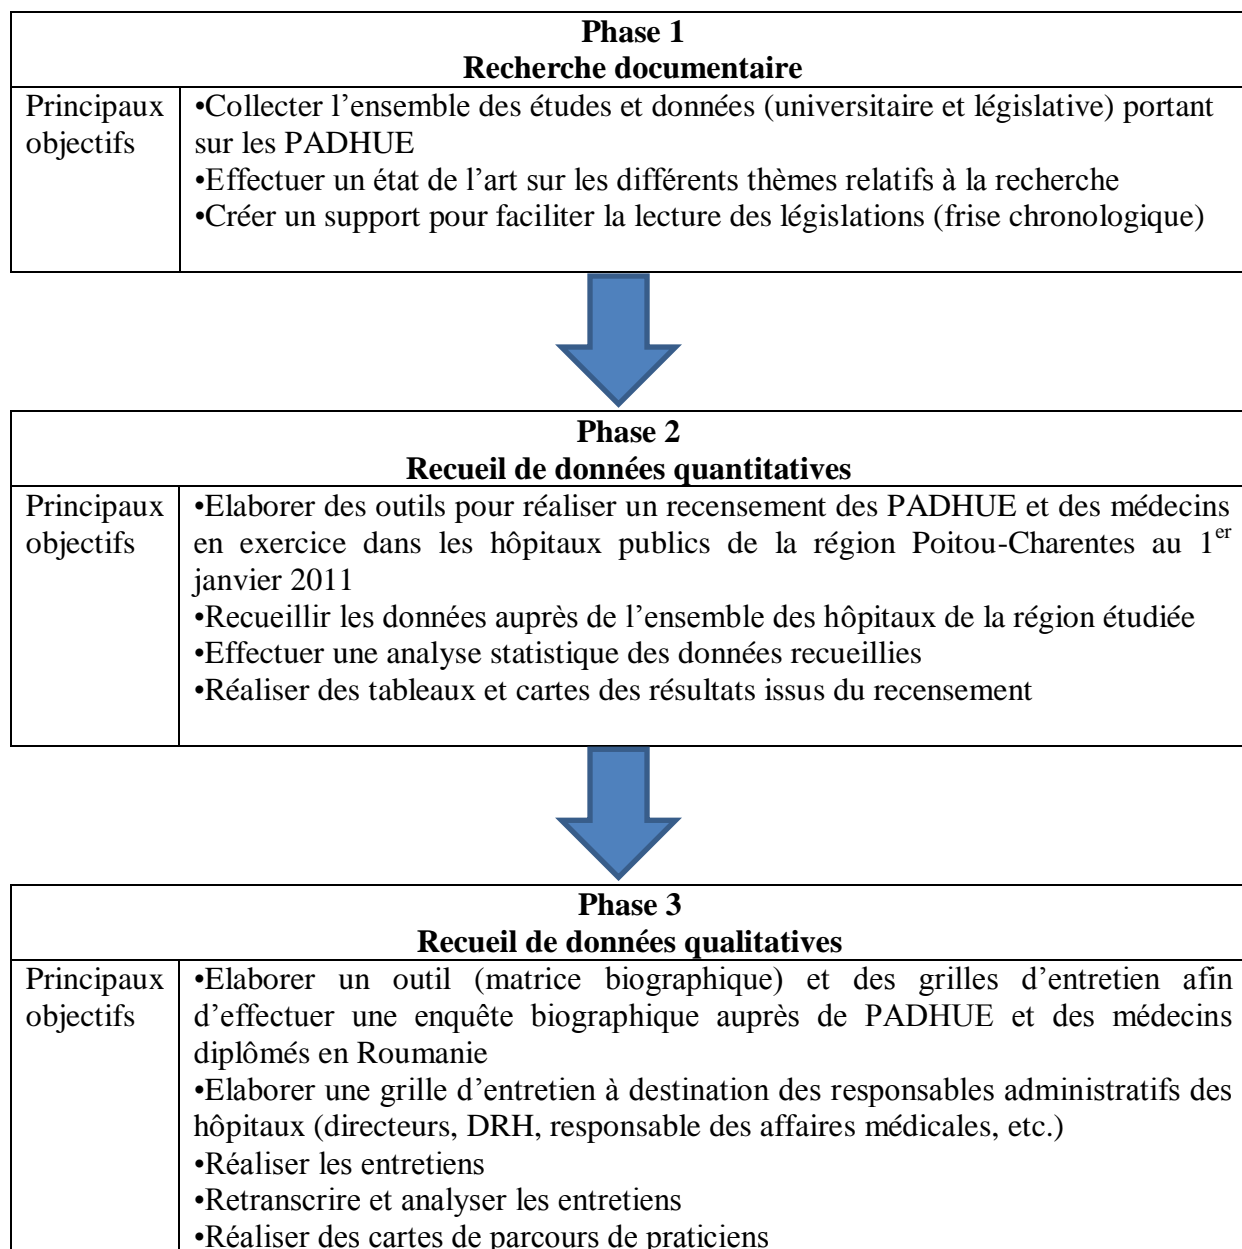 Phase 1
Recherche documentaire
Principaux
objectifs
•Collecter l’ensemble des études et données (universitaire et législative) portant
sur les PADHUE
•Effectuer un état de l’art sur les différents thèmes relatifs à la recherche
•Créer un support pour faciliter la lecture des législations (frise chronologique)
Phase 2
Recueil de données quantitatives
Principaux
objectifs
•Elaborer des outils pour réaliser un recensement des PADHUE et des médecins
en exercice dans les hôpitaux publics de la région Poitou-Charentes au 1er
janvier 2011
•Recueillir les données auprès de l’ensemble des hôpitaux de la région étudiée
•Effectuer une analyse statistique des données recueillies
•Réaliser des tableaux et cartes des résultats issus du recensement
Phase 3
Recueil de données qualitatives
Principaux
objectifs
•Elaborer un outil (matrice biographique) et des grilles d’entretien afin
d’effectuer une enquête biographique auprès de PADHUE et des médecins
diplômés en Roumanie
•Elaborer une grille d’entretien à destination des responsables administratifs des
hôpitaux (directeurs, DRH, responsable des affaires médicales, etc.)
•Réaliser les entretiens
•Retranscrire et analyser les entretiens
•Réaliser des cartes de parcours de praticiens